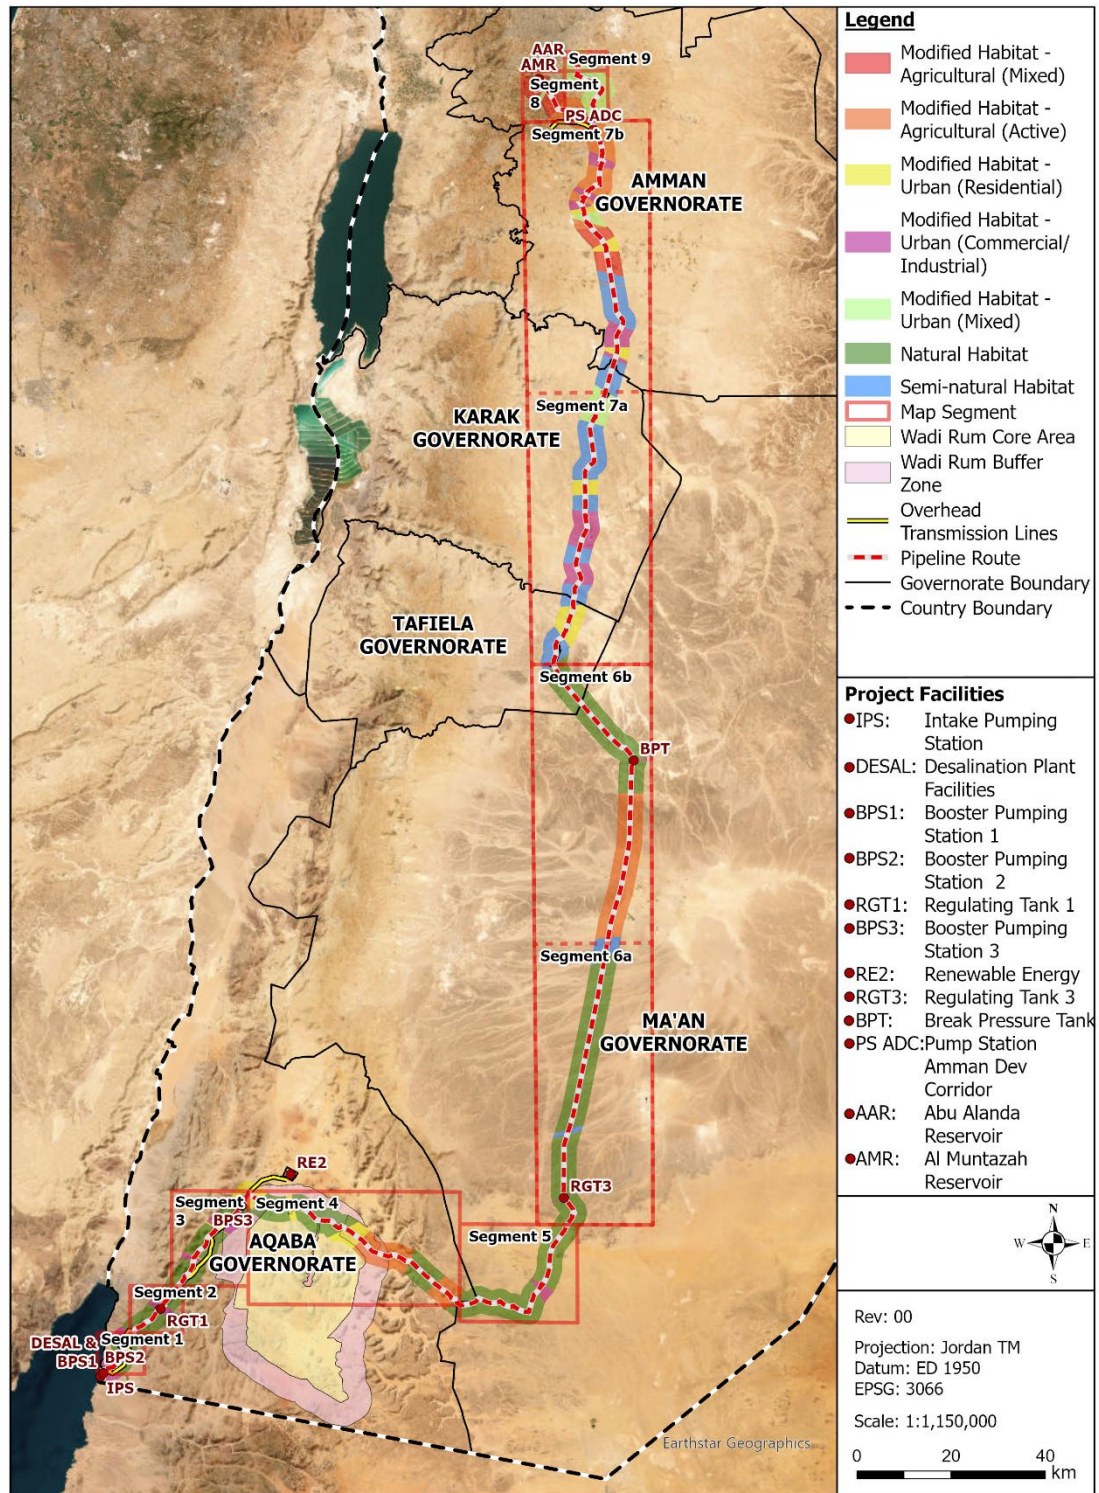 AAR
AMR
Segment 9
Segment
8
PS ADC
Segment 7b
AMMAN
GOVERNORATE
Segment 7a
KARAK
GOVERNORATE
TAFIELA
GOVERNORATE
Segment 6b
BPT
Segment 6a
MA'AN
GOVERNORATE
RE2
RGT3
Segment
3
Segment 4
BPS3
Segment 5
AQABA
GOVERNORATE
Segment 2
RGT1
DESAL &
BPS1
Segment 1
BPS2
IPS
Earthstar Geographics
Legend
Modified Habitat -
Agricultural (Mixed)
Modified Habitat -
Agricultural (Active)
Modified Habitat -
Urban (Residential)
Modified Habitat -
Urban (Commercial/
Industrial)
Modified Habitat -
Urban (Mixed)
Natural Habitat
Semi-natural Habitat
Map Segment
Wadi Rum Core Area
Wadi Rum Buffer
Zone
Overhead
Transmission Lines
Pipeline Route
Governorate Boundary
Country Boundary
Project Facilities
IPS: Intake Pumping
Station
DESAL: Desalination Plant
Facilities
BPS1: Booster Pumping
Station 1
BPS2: Booster Pumping
Station 2
RGT1: Regulating Tank 1
BPS3: Booster Pumping
Station 3
RE2: Renewable Energy
RGT3: Regulating Tank 3
BPT: Break Pressure Tank
PS ADC: Pump Station
Amman Dev
Corridor
AAR: Abu Alanda
Reservoir
AMR: Al Muntazah
Reservoir
N
W E
S
Rev: 00
Projection: Jordan TM
Datum: ED 1950
EPSG: 3066
Scale: 1:1,150,000
0 20 40
km